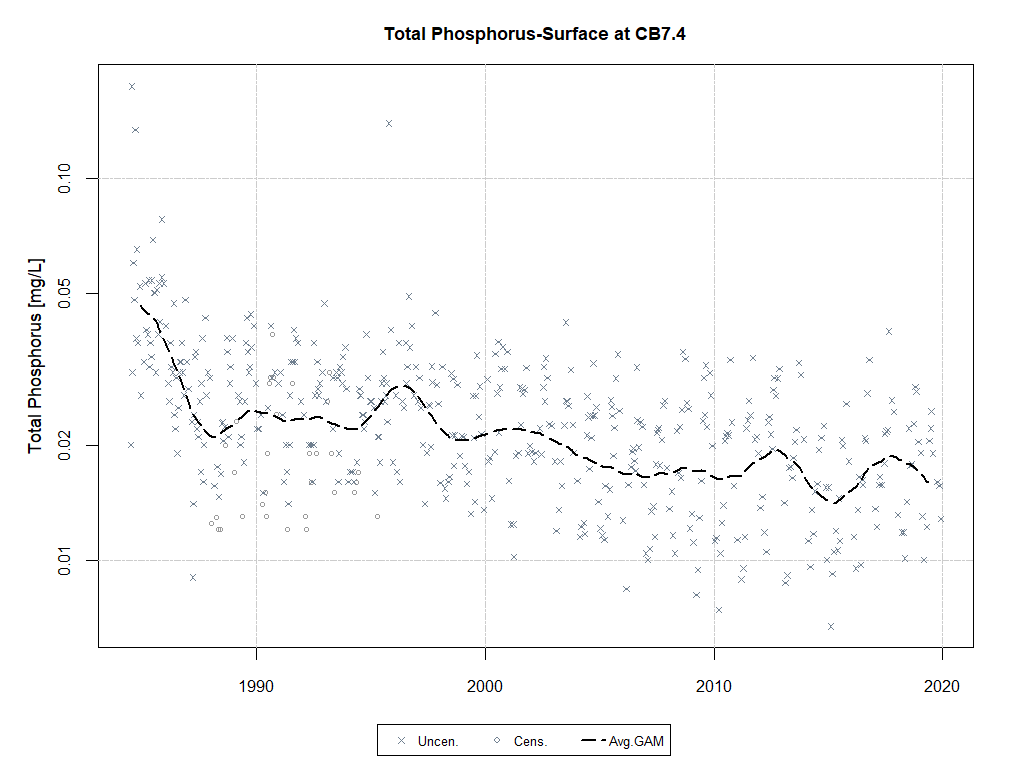 Total Phosphorus-Surface at CB7.4
Total Phosphorus [mg/L]
0.10
0.05
0.02
0.01
1990 2000 2010 2020
Uncen. Cens. Avg.GAM